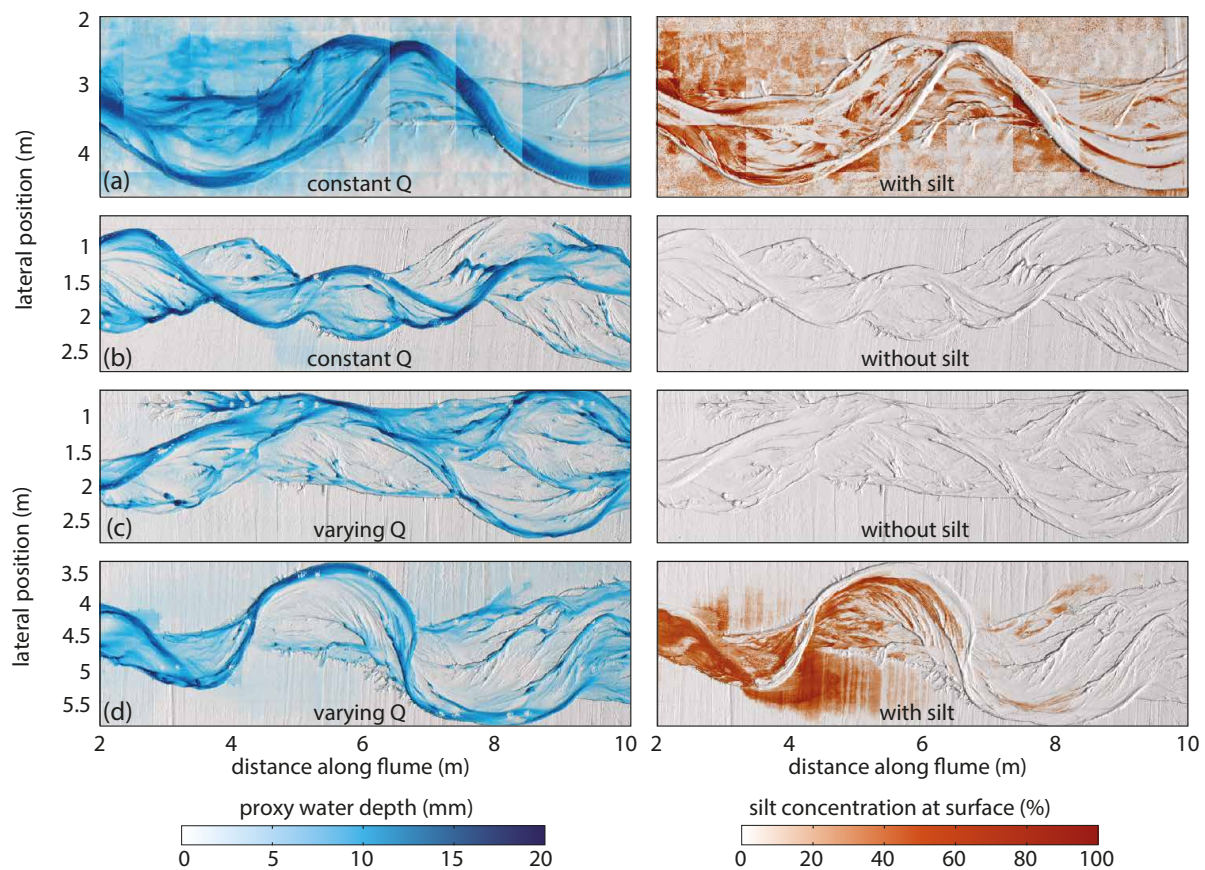 2
3
4
lateral position (m)
(a)
constant Q
with silt
1
1.5
2
2.5
(b)
constant Q
without silt
1
1.5
2
2.5
lateral position (m)
(c)
varying Q
without silt
3.5
4
4.5
5
5.5
(d)
varying Q
with silt
2 4 6 8 10
2 4 6 8 10
distance along flume (m)
distance along flume (m)
proxy water depth (mm)
silt concentration at surface (%)
0 5 10 15 20
0 20 40 60 80 100